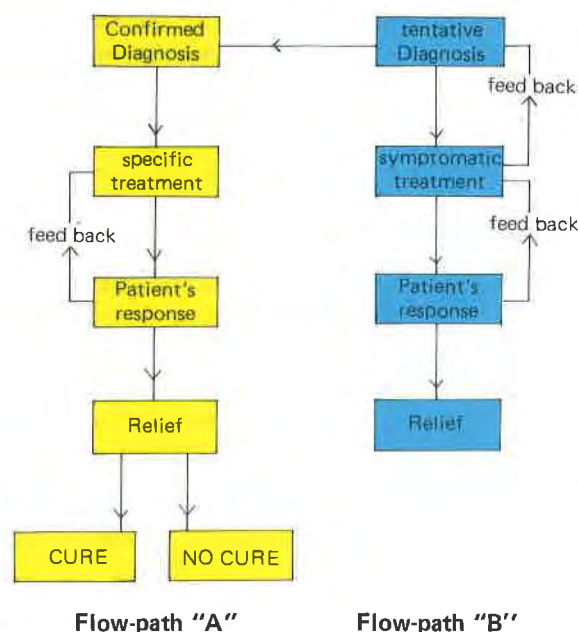 Confirmed
Diagnosis
tentative
Diagnosis
feed back
specific
treatment
symptomatic
treatment
feed back
feed back
Patient's
response
Patient's
response
Relief
Relief
CURE
NO CURE
Flow-path "A"
Flow-path "B"